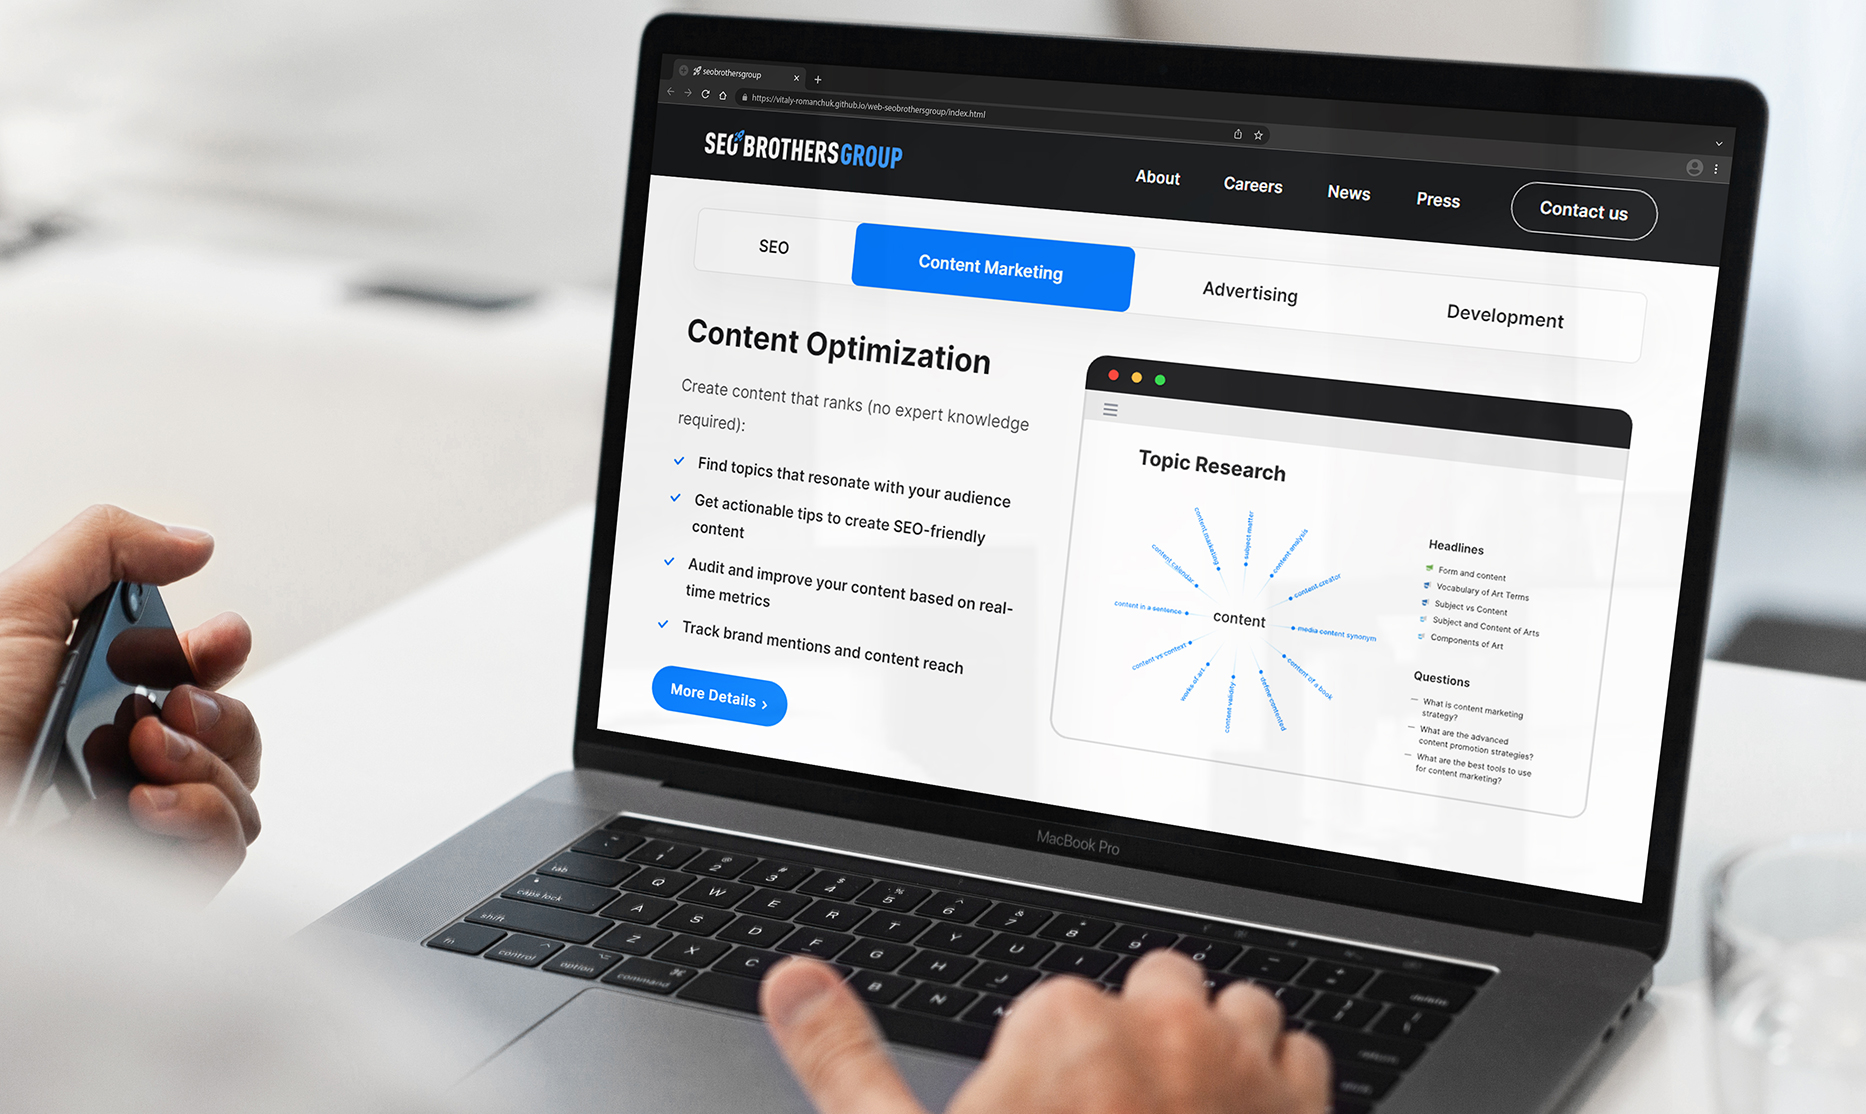 seobrothersgroup
https://vitaly-romanchuk.github.io/web-seobrothersgroup/index.html
SEO BROTHERSGROUP
About
Careers
News
Press
Contact us
SEO
Content Marketing
Advertising
Development
Content Optimization
Create content that ranks (no expert knowledge
required):
Find topics that resonate with your audience
Get actionable tips to create SEO-friendly
content
Audit and improve your content based on real-
time metrics
Track brand mentions and content reach
More Details ›
Topic Research
content marketing
subject matter
content analysis
content calendar
content creator
content in a sentence
content
media content synonym
content vs context
content of a book
works of art
content validity
define contented
Headlines
Form and content
Vocabulary of Art Terms
Subject vs Content
Subject and Content of Arts
Components of Art
Questions
— What is content marketing
strategy?
— What are the advanced
content promotion strategies?
— What are the best tools to use
for content marketing?
MacBook Pro
tab
Q W E R T Y U I
caps lock
A S D F G H J
shift
Z X C B N M
fn
control
option
command
delete